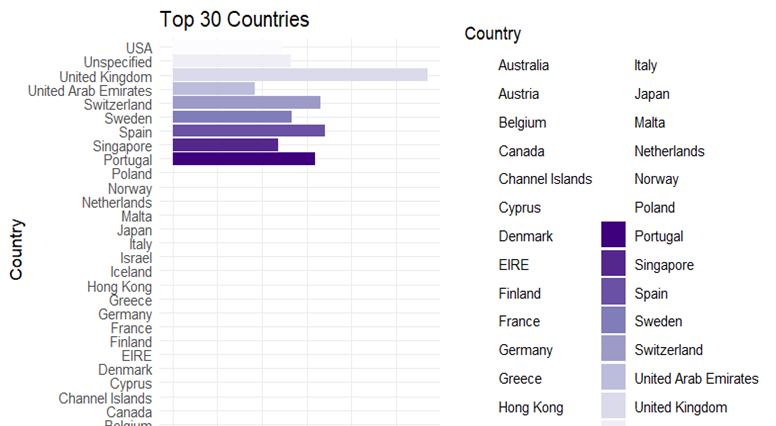 Top 30 Countries
USA
Unspecified
United Kingdom
United Arab Emirates
Switzerland
Sweden
Spain
Singapore
Portugal
Poland
Norway
Netherlands
Malta
Japan
Italy
Israel
Iceland
Hong Kong
Greece
Germany
France
Finland
EIRE
Denmark
Cyprus
Channel Islands
Canada
Belgium
Country
Country
Australia
Austria
Belgium
Canada
Channel Islands
Cyprus
Denmark
EIRE
Finland
France
Germany
Greece
Hong Kong
Italy
Japan
Malta
Netherlands
Norway
Poland
Portugal
Singapore
Spain
Sweden
Switzerland
United Arab Emirates
United Kingdom